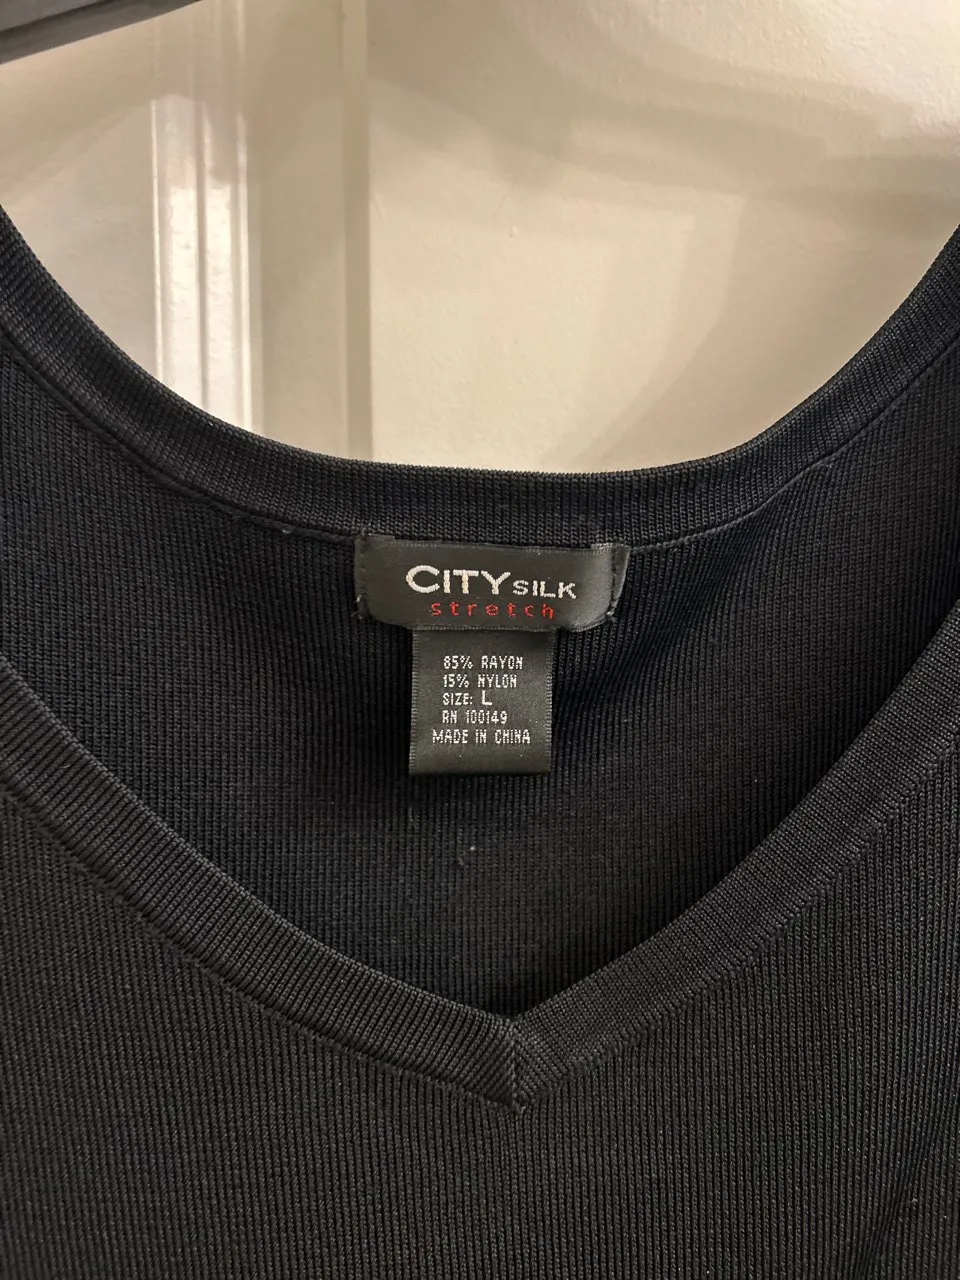 CITY SILK
stretch
85% RAYON
15% NYLON
SIZE: L
RN 100149
MADE IN CHINA